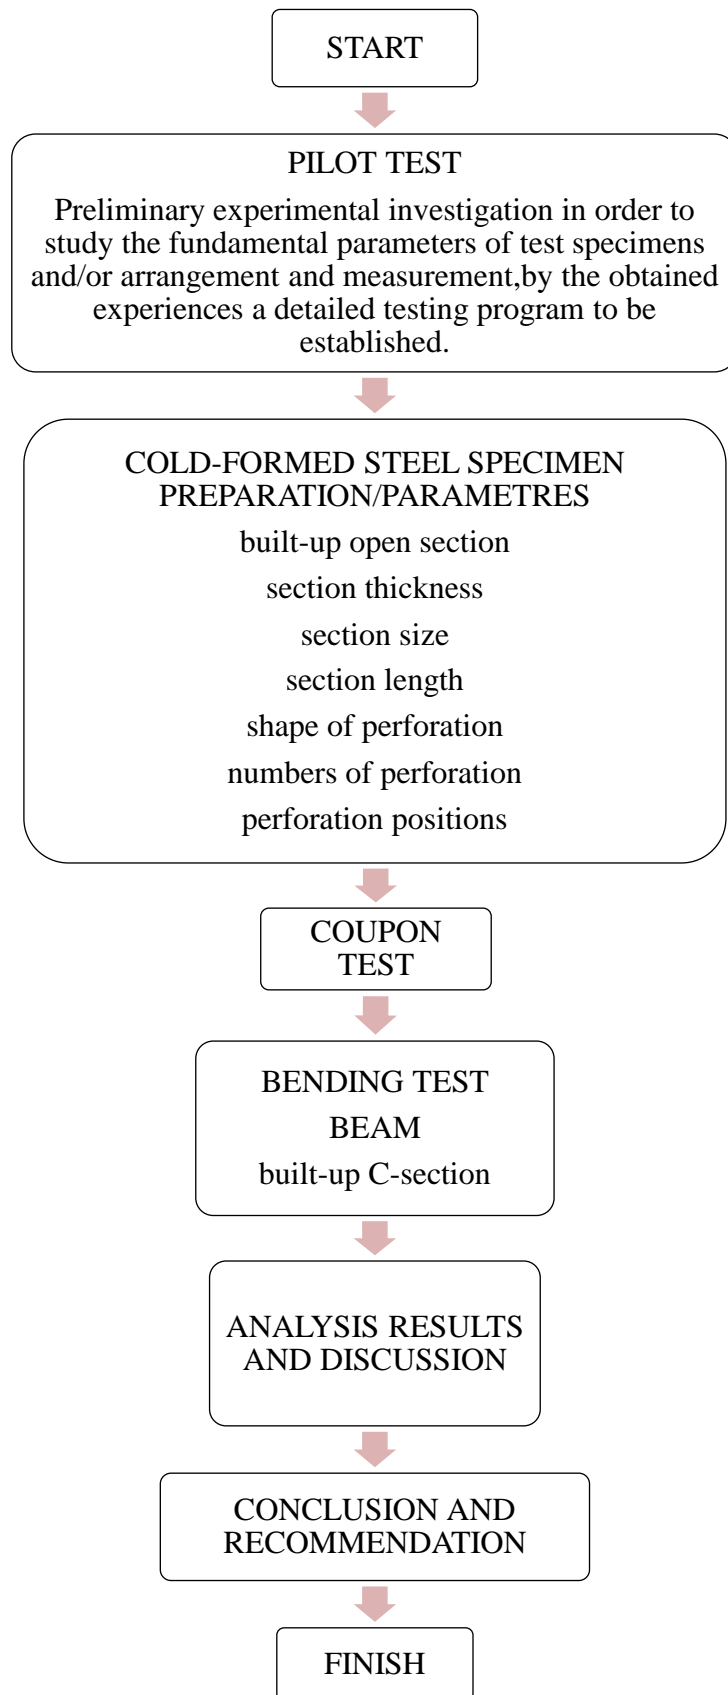 START
PILOT TEST
Preliminary experimental investigation in order to
study the fundamental parameters of test specimens
and/or arrangement and measurement,by the obtained
experiences a detailed testing program to be
established.
COLD-FORMED STEEL SPECIMEN
PREPARATION/PARAMETRES
built-up open section
section thickness
section size
section length
shape of perforation
numbers of perforation
perforation positions
COUPON
TEST
BENDING TEST
BEAM
built-up C-section
ANALYSIS RESULTS
AND DISCUSSION
CONCLUSION AND
RECOMMENDATION
FINISH